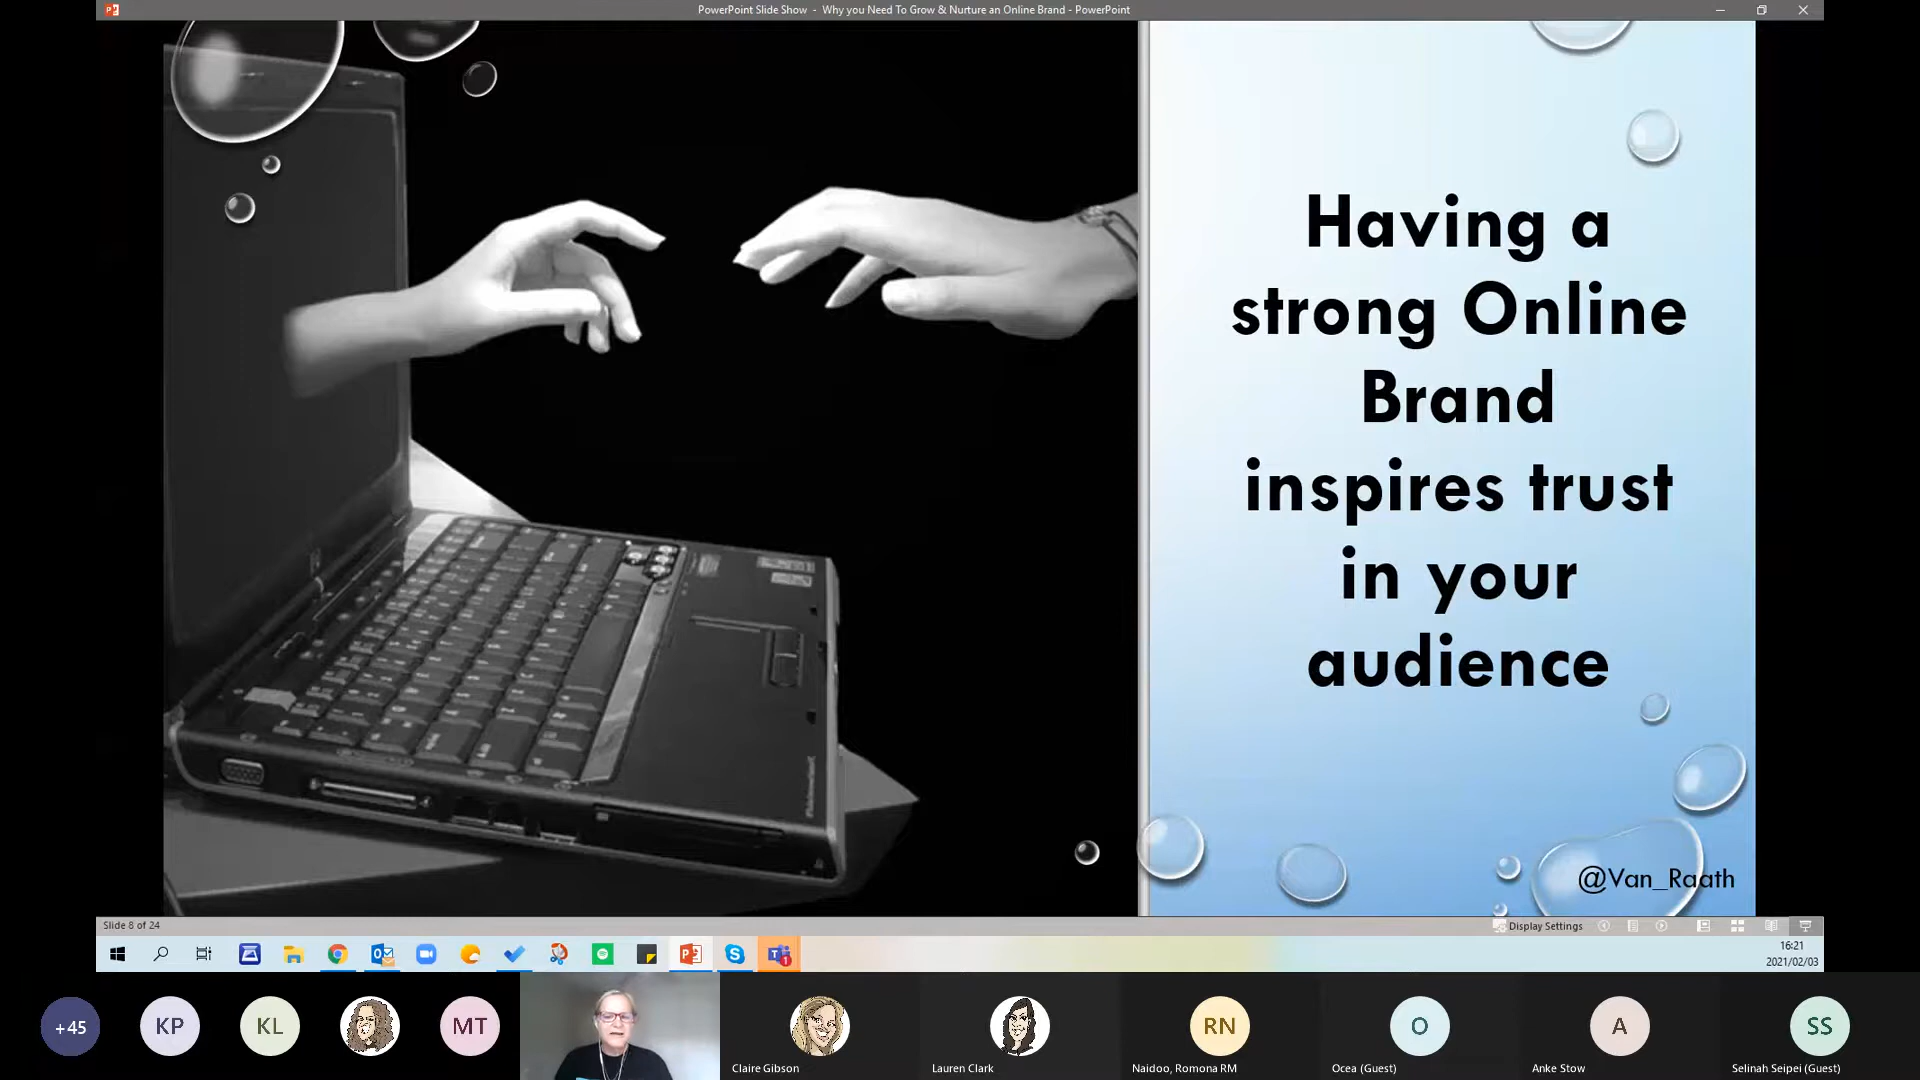 PowerPoint Slide Show - Why you Need To Grow & Nurture an Online Brand - PowerPoint
Having a
strong Online
Brand
inspires trust
in your
audience
@Van_Raath
Slide 8 of 24
Display Settings
16:21
2021/02/03
+45
KP
KL
MT
RN
O
A
SS
Claire Gibson
Lauren Clark
Naidoo, Romona RM
Ocea (Guest)
Anke Stow
Selinah Seipei (Guest)